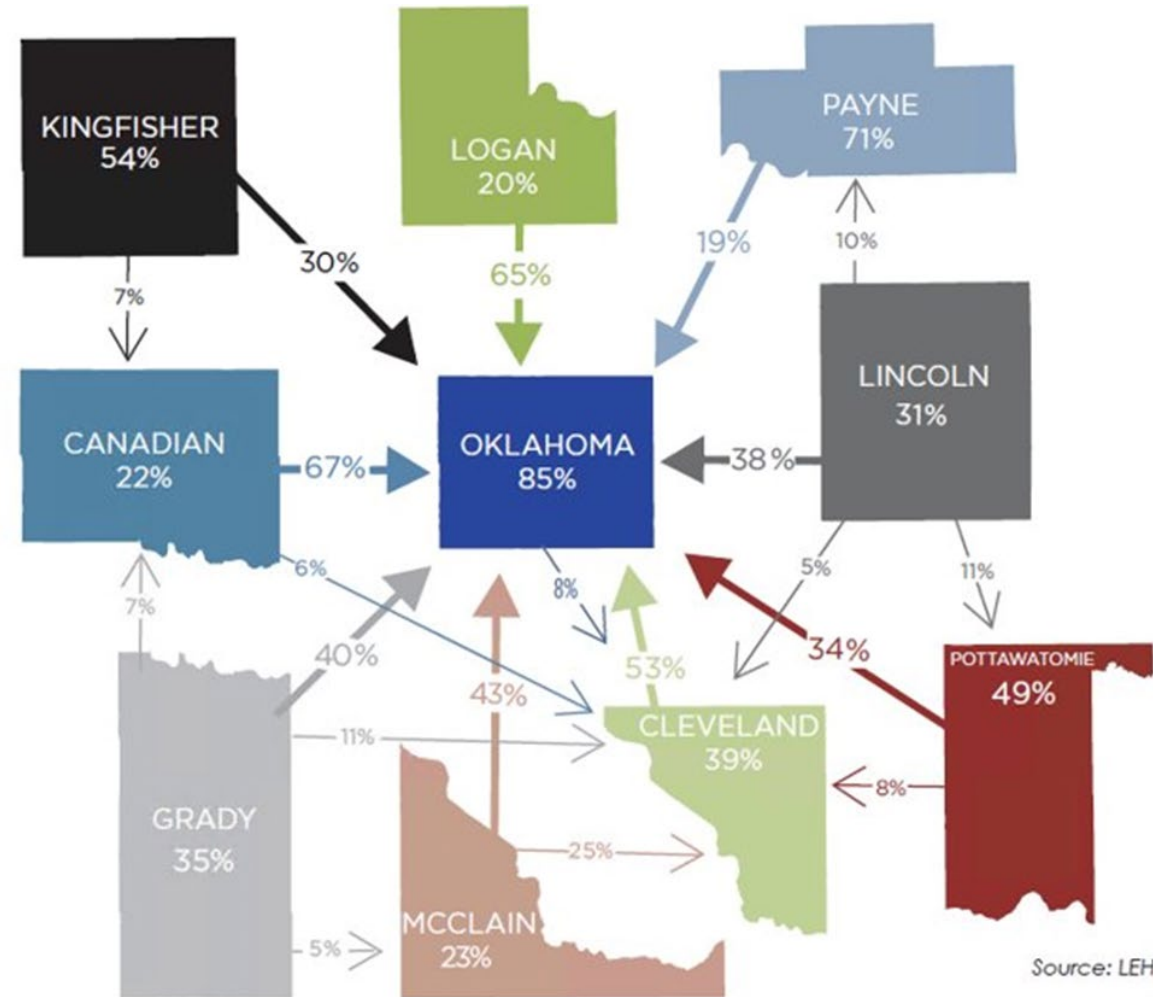 KINGFISHER
54%
LOGAN
20%
PAYNE
71%
30%
65%
19%
10%
7%
CANADIAN
22%
67%
OKLAHOMA
85%
38%
LINCOLN
31%
6%
8%
5%
11%
7%
40%
43%
53%
34%
POTTAWATOMIE
49%
11%
CLEVELAND
39%
8%
GRADY
35%
25%
MCCLAIN
23%
5%
Source: LEH